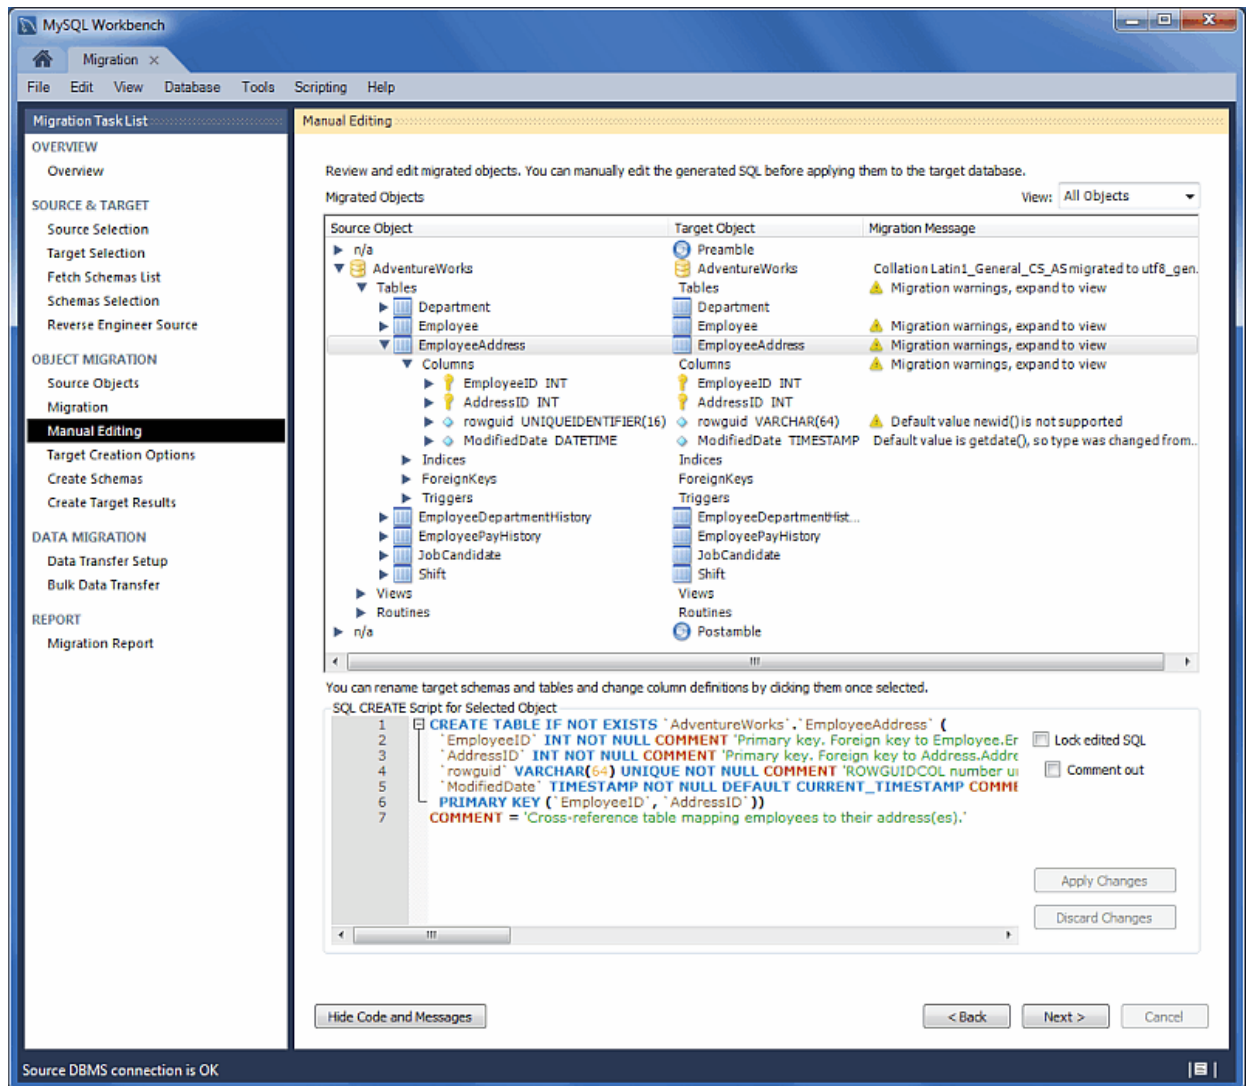 MySQL Workbench
Migration
File Edit View Database Tools Scripting Help
Migration Task List
OVERVIEW
Overview
SOURCE & TARGET
Source Selection
Target Selection
Fetch Schemas List
Schemas Selection
Reverse Engineer Source
OBJECT MIGRATION
Source Objects
Migration
Manual Editing
Target Creation Options
Create Schemas
Create Target Results
DATA MIGRATION
Data Transfer Setup
Bulk Data Transfer
REPORT
Migration Report
Manual Editing
Review and edit migrated objects. You can manually edit the generated SQL before applying them to the target database.
Migrated Objects View: All Objects
Source Object Target Object Migration Message
n/a Preamble
AdventureWorks AdventureWorks Collation Latin1_General_CS_AS migrated to utf8_gen.
Tables Tables Migration warnings, expand to view
Department Department
Employee Employee Migration warnings, expand to view
EmployeeAddress EmployeeAddress Migration warnings, expand to view
Columns Columns Migration warnings, expand to view
EmployeeID INT EmployeeID INT
AddressID INT AddressID INT
rowguid UNIQUEIDENTIFIER(16) rowguid VARCHAR(64) Default value newid() is not supported
ModifiedDate DATETIME ModifiedDate TIMESTAMP Default value is getdate(), so type was changed from..
Indices Indices
ForeignKeys ForeignKeys
Triggers Triggers
EmployeeDepartmentHistory EmployeeDepartmentHist...
EmployeePayHistory EmployeePayHistory
JobCandidate JobCandidate
Shift Shift
Views Views
Routines Routines
n/a Postamble
You can rename target schemas and tables and change column definitions by clicking them once selected.
SQL CREATE Script for Selected Object
1 CREATE TABLE IF NOT EXISTS `AdventureWorks`.`EmployeeAddress` (
2 `EmployeeID` INT NOT NULL COMMENT 'Primary key. Foreign key to Employee.Er
3 `AddressID` INT NOT NULL COMMENT 'Primary key. Foreign key to Address.Addre
4 `rowguid` VARCHAR(64) UNIQUE NOT NULL COMMENT 'ROWGUIDCOL number u
5 `ModifiedDate` TIMESTAMP NOT NULL DEFAULT CURRENT_TIMESTAMP COMME
6 PRIMARY KEY (`EmployeeID`, `AddressID`))
7 COMMENT = 'Cross-reference table mapping employees to their address(es).'
Lock edited SQL
Comment out
Apply Changes
Discard Changes
Hide Code and Messages < Back Next > Cancel
Source DBMS connection is OK